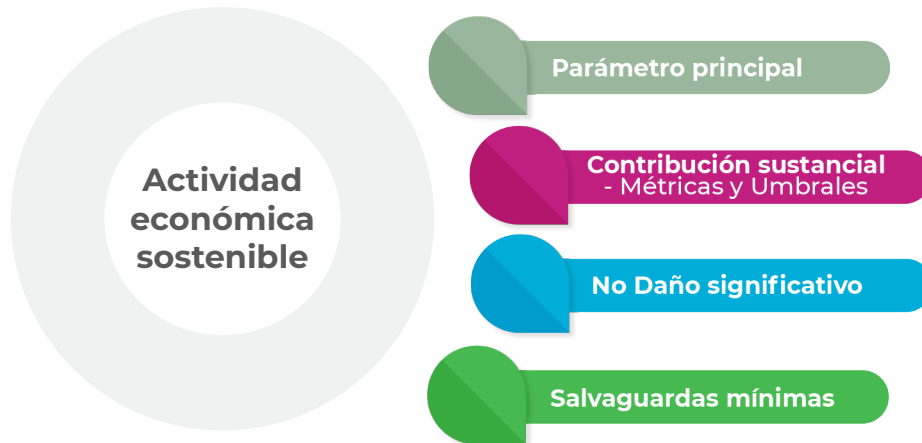 Actividad
económica
sostenible
Parámetro principal
Contribución sustancial
- Métricas y Umbrales
No Daño significativo
Salvaguardas mínimas